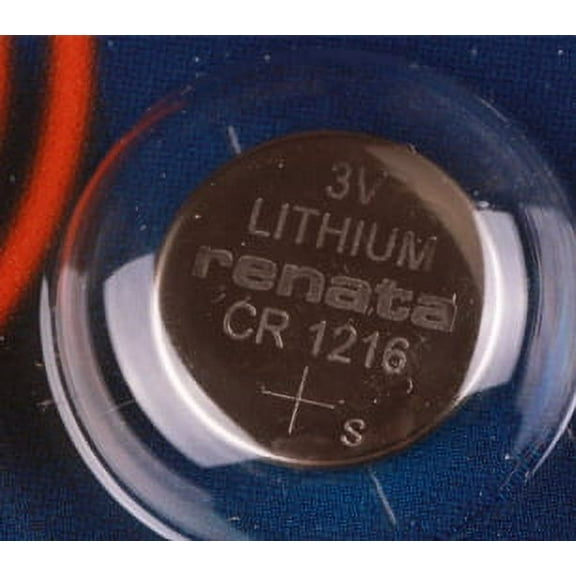 3V
LITHIUM
renata
CR 1216
+
S